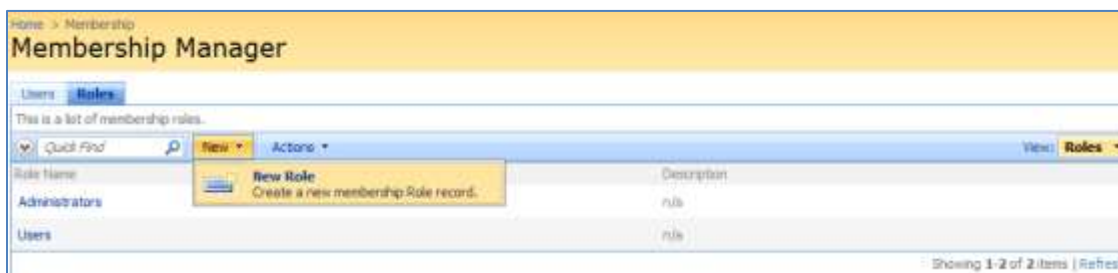 Home > Membership
Membership Manager
Users Roles
This is a list of membership roles.
Quick Find New Actions View: Roles
Role Name Description
New Role
Create a new membership Role record.
Administrators n/a
Users n/a
Showing 1-2 of 2 items | Refres